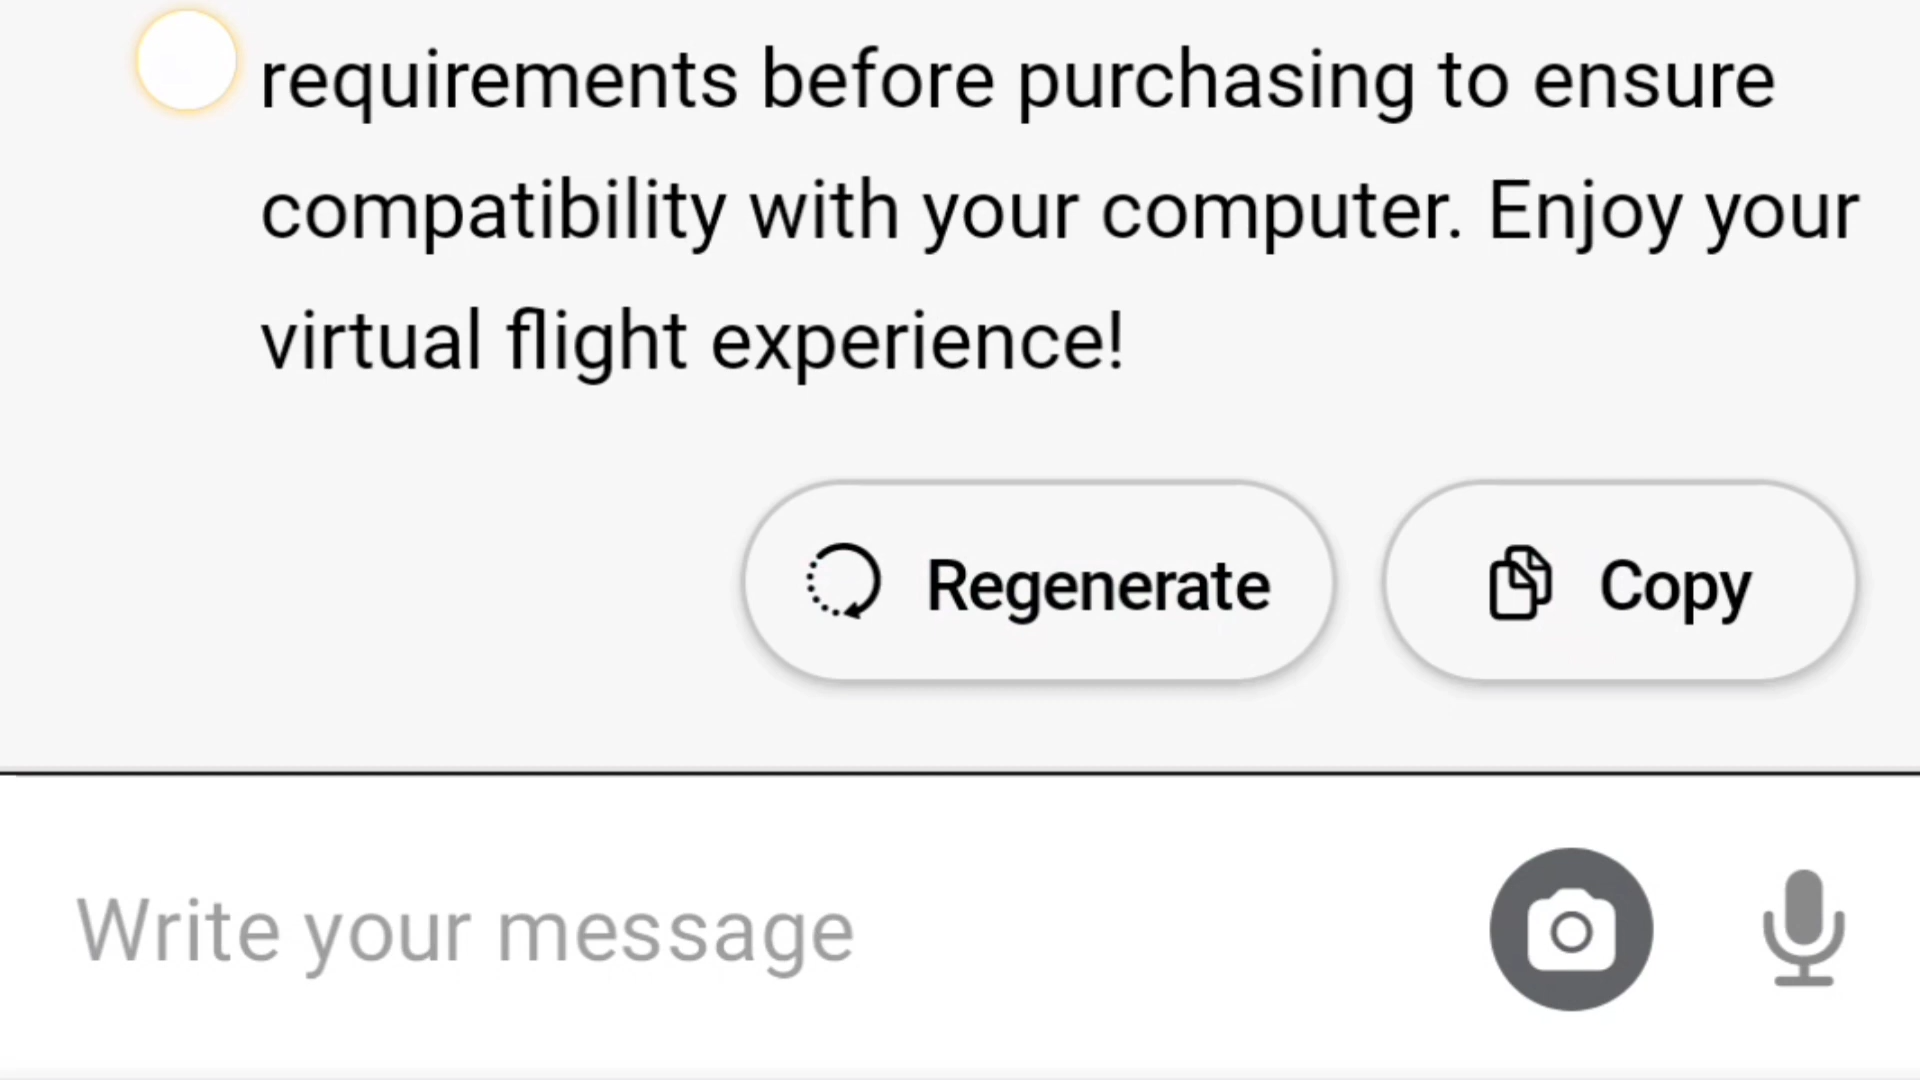 requirements before purchasing to ensure
compatibility with your computer. Enjoy your
virtual flight experience!
Regenerate Copy
Write your message